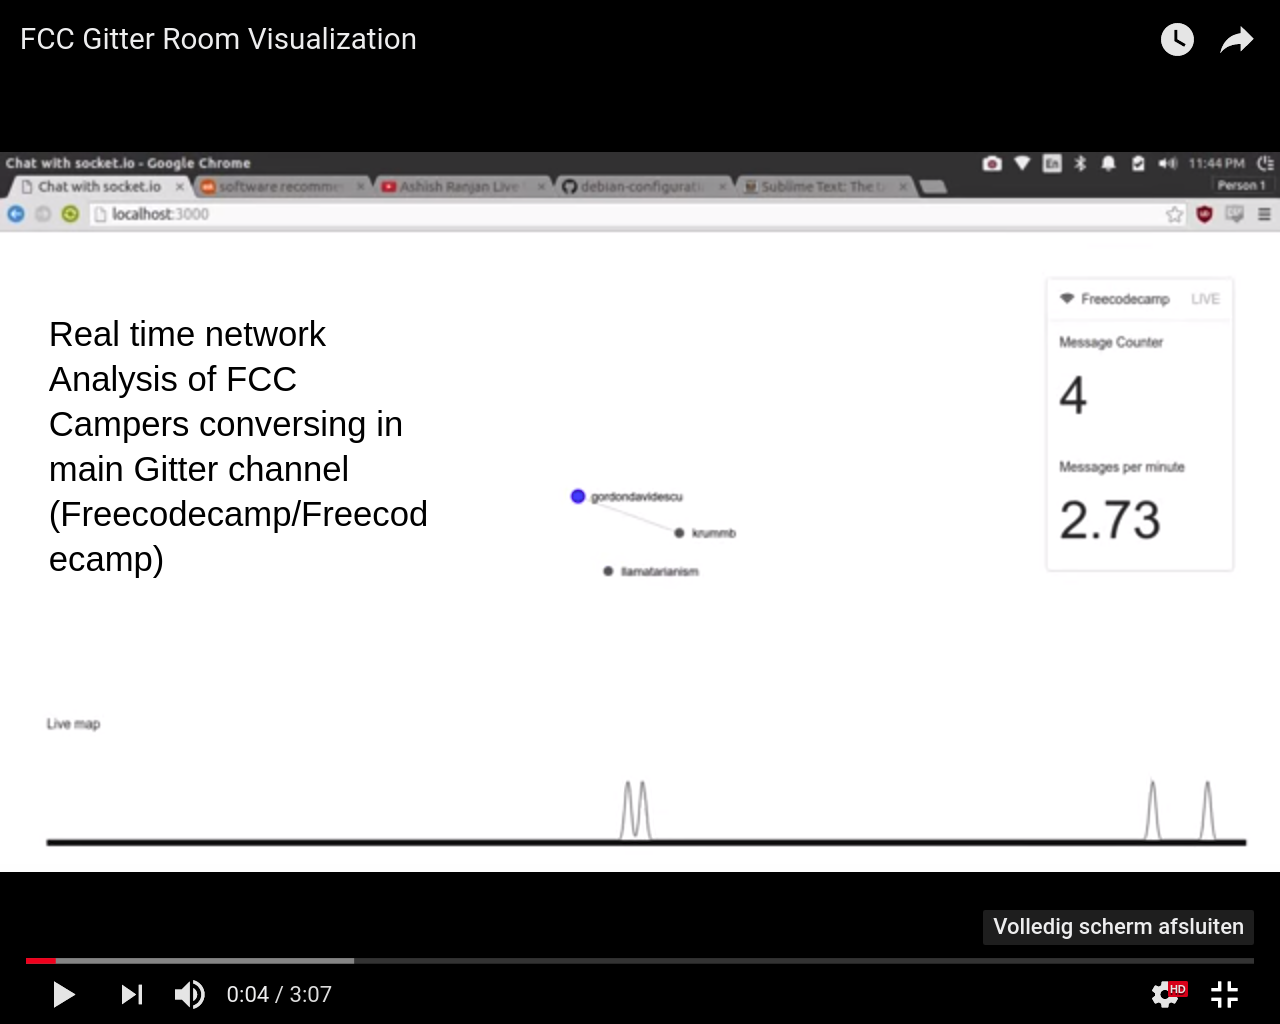 FCC Gitter Room Visualization
Chat with socket.io - Google Chrome
En
11:44 PM
Chat with socket.io
software recomme
Ashish Ranjan Live
debian-configurati
Sublime Text: The
Person 1
localhost:3000
Freecodecamp LIVE
Message Counter
4
Messages per minute
2.73
Real time network
Analysis of FCC
Campers conversing in
main Gitter channel
(Freecodecamp/Freecod
ecamp)
gordondavidescu
krummb
llamatarianism
Live map
Volledig scherm afsluiten
0:04 / 3:07
HD